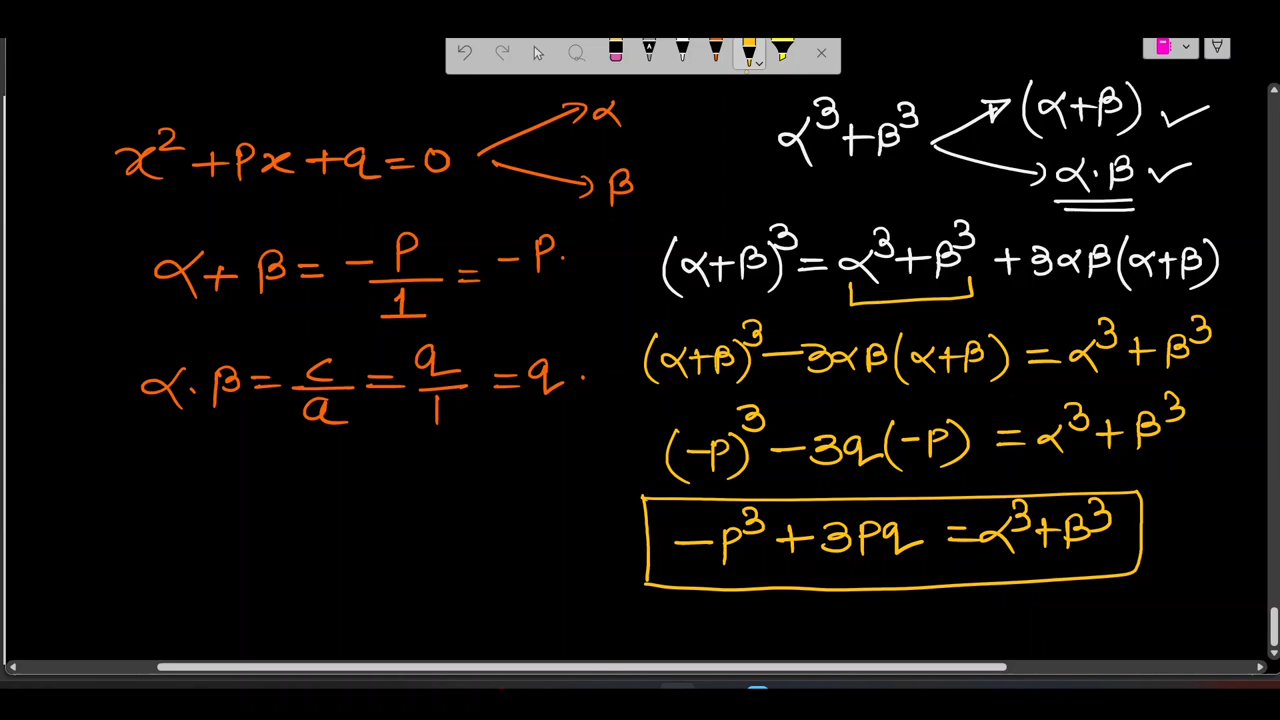 x² + px + q = 0 → α
→ β
α + β = -p/1 = -p.
α · β = c/a = q/1 = q .
α³ + β³ → (α+β) ✓
→ α · β ✓
(α+β)³ = α³ + β³ + 3αβ(α+β)
(α+β)³ - 3αβ(α+β) = α³ + β³
(-p)³ - 3q(-p) = α³ + β³
-p³ + 3pq = α³ + β³